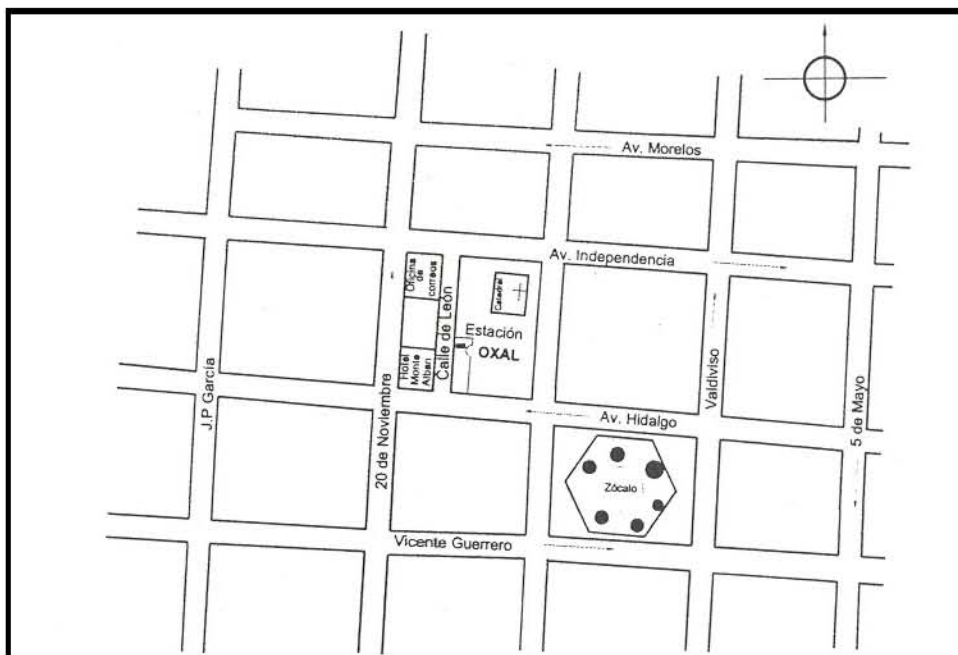 Av. Morelos
Av. Independencia
Oficina
de
correos
Catedral
Calle de León
Estación
OXAL
Hotel
Monte
Alban
J.P García
20 de Noviembre
Valdiviso
5 de Mayo
Av. Hidalgo
Zócalo
Vicente Guerrero